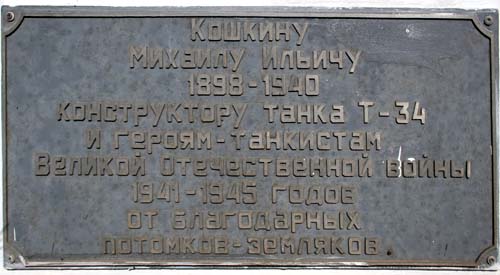 Кошкину
Михаилу Ильичу
1898-1940
конструктору танка Т-34
и героям-танкистам
Великой Отечественной войны
1941-1945 годов
от благодарных
потомков-земляков.